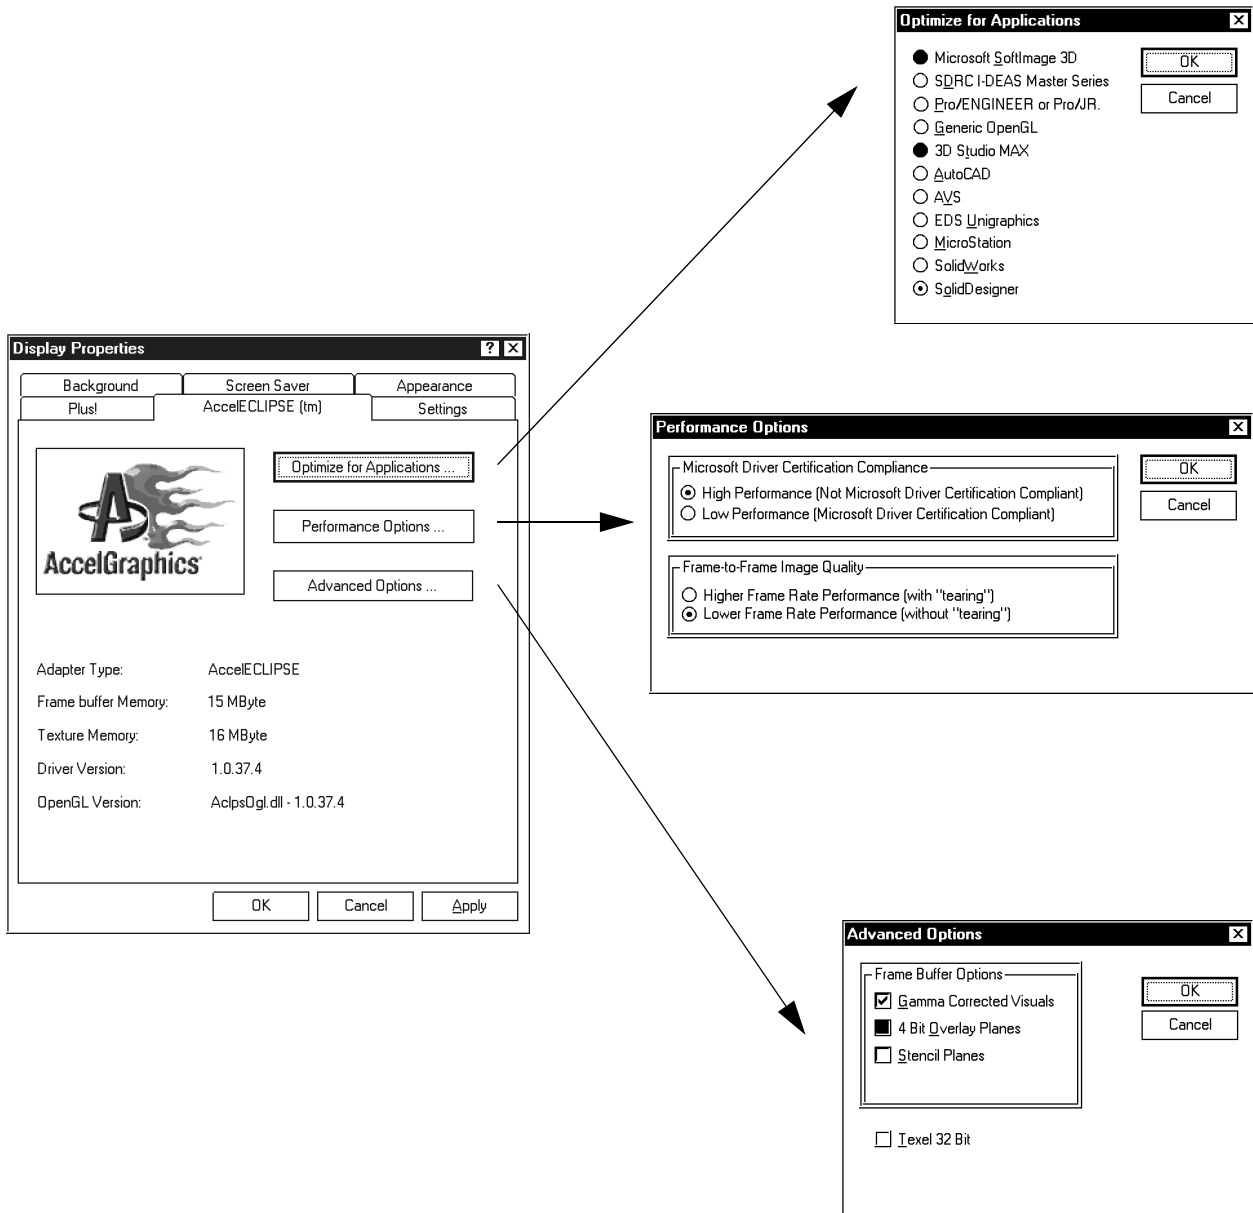 Optimize for Applications
Microsoft SoftImage 3D
SDRC I-DEAS Master Series
Pro/ENGINEER or Pro/JR.
Generic OpenGL
3D Studio MAX
AutoCAD
AVS
EDS Unigraphics
MicroStation
SolidWorks
SolidDesigner
OK
Cancel
Display Properties
Background
Screen Saver
Appearance
Plus!
AccelECLIPSE (tm)
Settings
AccelGraphics
Optimize for Applications ...
Performance Options ...
Advanced Options ...
Adapter Type: AccelECLIPSE
Frame buffer Memory: 15 MByte
Texture Memory: 16 MByte
Driver Version: 1.0.37.4
OpenGL Version: AclpsOgl.dll - 1.0.37.4
OK
Cancel
Apply
Performance Options
Microsoft Driver Certification Compliance
High Performance (Not Microsoft Driver Certification Compliant)
Low Performance (Microsoft Driver Certification Compliant)
Frame-to-Frame Image Quality
Higher Frame Rate Performance (with "tearing")
Lower Frame Rate Performance (without "tearing")
OK
Cancel
Advanced Options
Frame Buffer Options
Gamma Corrected Visuals
4 Bit Overlay Planes
Stencil Planes
Texel 32 Bit
OK
Cancel